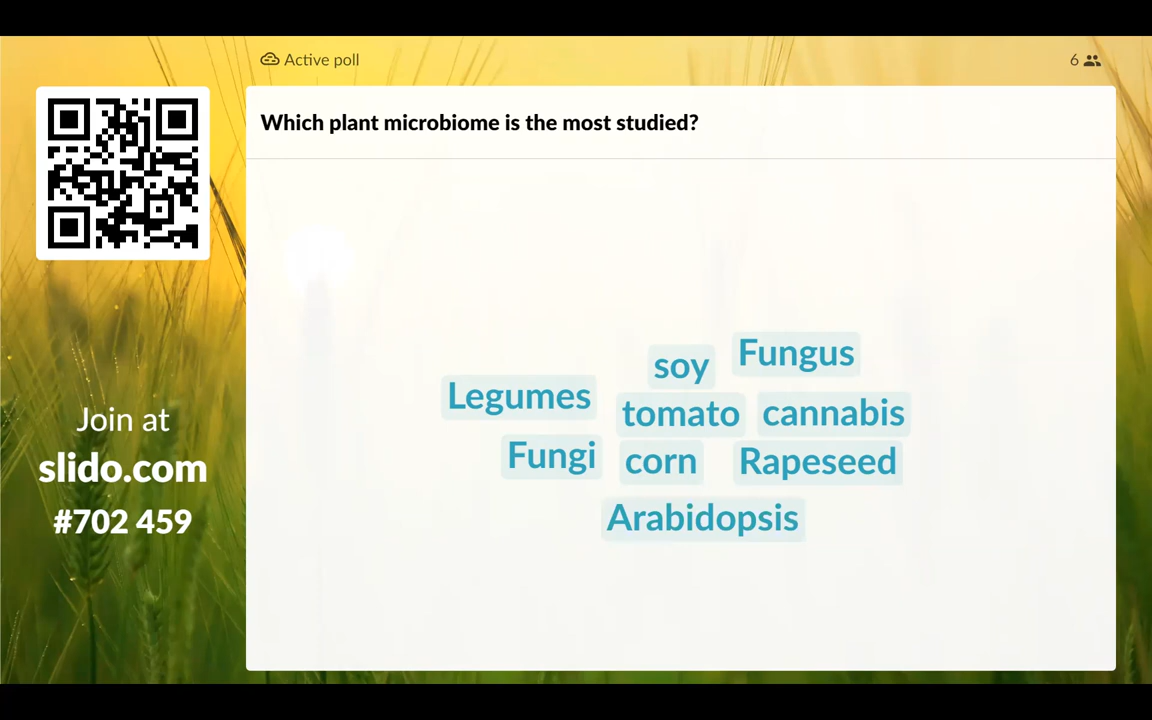 Active poll
6
Which plant microbiome is the most studied?
Join at
slido.com
#702 459
soy
Fungus
Legumes
tomato
cannabis
Fungi
corn
Rapeseed
Arabidopsis